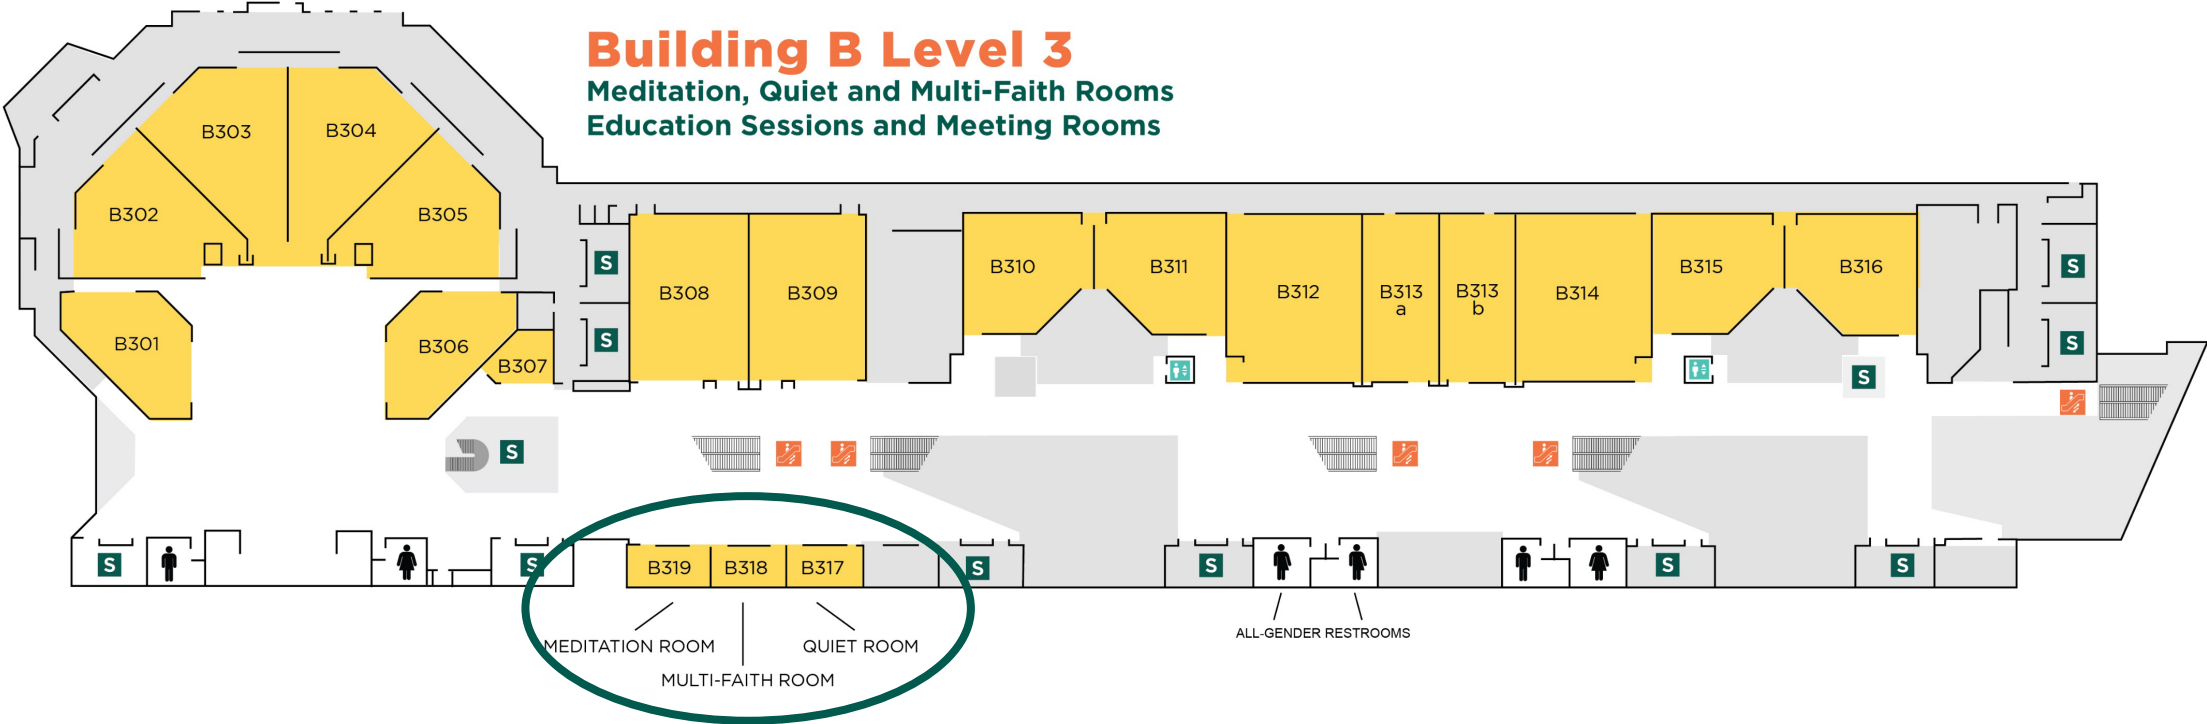 Building B Level 3
Meditation, Quiet and Multi-Faith Rooms
Education Sessions and Meeting Rooms
B303
B304
B302
B305
B301
B306
B307
S
S
B308
B309
B310
B311
B312
B313
a
B313
b
B314
B315
B316
S
S
S
S
S
S
B319
B318
B317
S
S
S
S
MEDITATION ROOM
QUIET ROOM
MULTI-FAITH ROOM
ALL-GENDER RESTROOMS